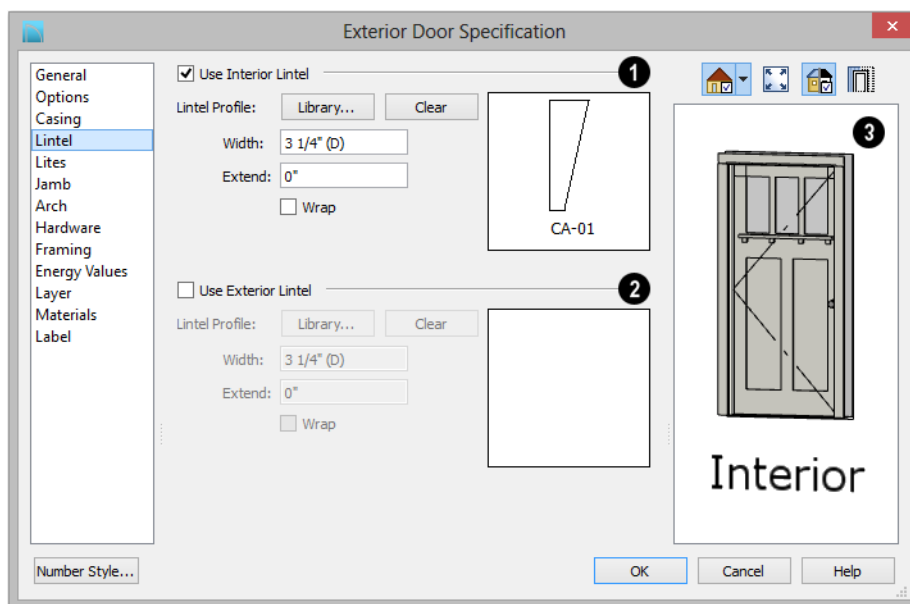 Exterior Door Specification
General
Options
Casing
Lintel
Lites
Jamb
Arch
Hardware
Framing
Energy Values
Layer
Materials
Label
Use Interior Lintel 1
Lintel Profile: Library... Clear
Width: 3 1/4" (D)
Extend: 0"
Wrap
CA-01
Use Exterior Lintel 2
Lintel Profile: Library... Clear
Width: 3 1/4" (D)
Extend: 0"
Wrap
3
Interior
Number Style... OK Cancel Help